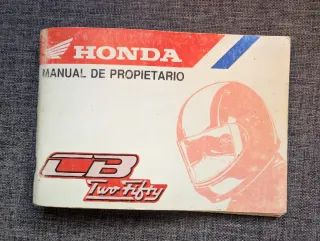 HONDA
MANUAL DE PROPIETARIO
CB
Two Fifty